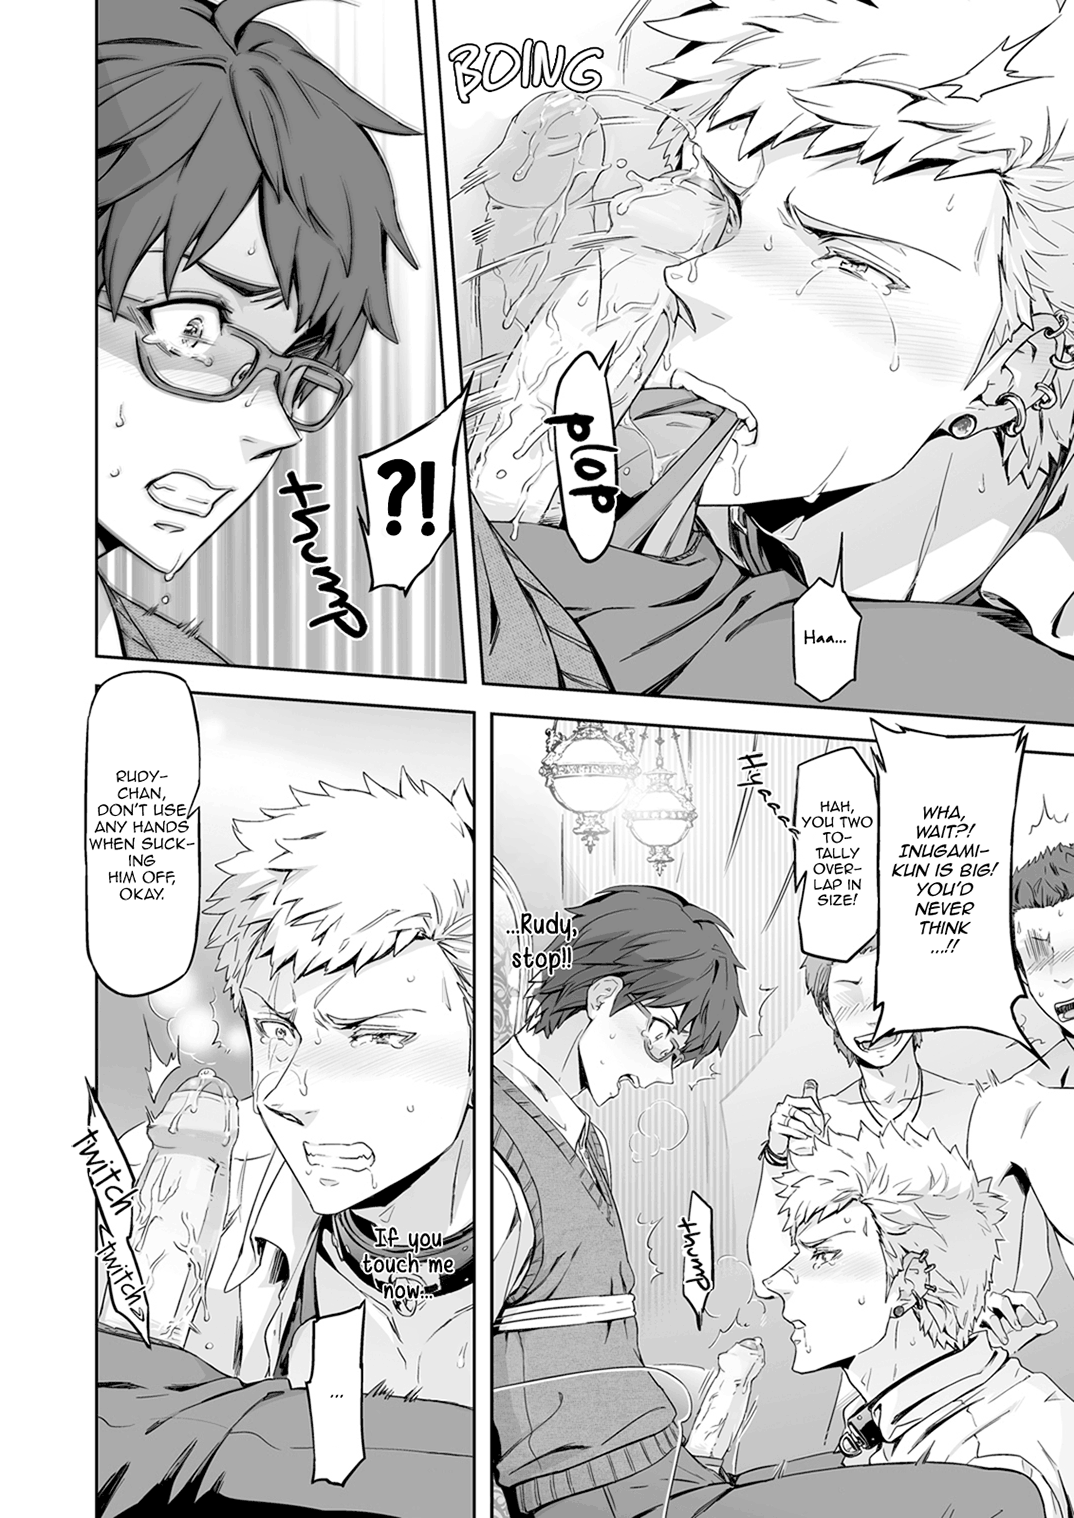 BOING
plop
?!
thump
Haa...
WHA,
WAIT?!
INUGAMI-
KUN IS BIG!
YOU'D
NEVER
THINK
...!!
HAH,
YOU TWO
TO-
TALLY
OVER-
LAP IN
SIZE!
...Rudy,
stop!!
thump
RUDY-
CHAN,
DON'T USE
ANY HANDS
WHEN SUCK-
ING
HIM OFF,
OKAY.
twitch
twitch
If you
touch me
now...
...